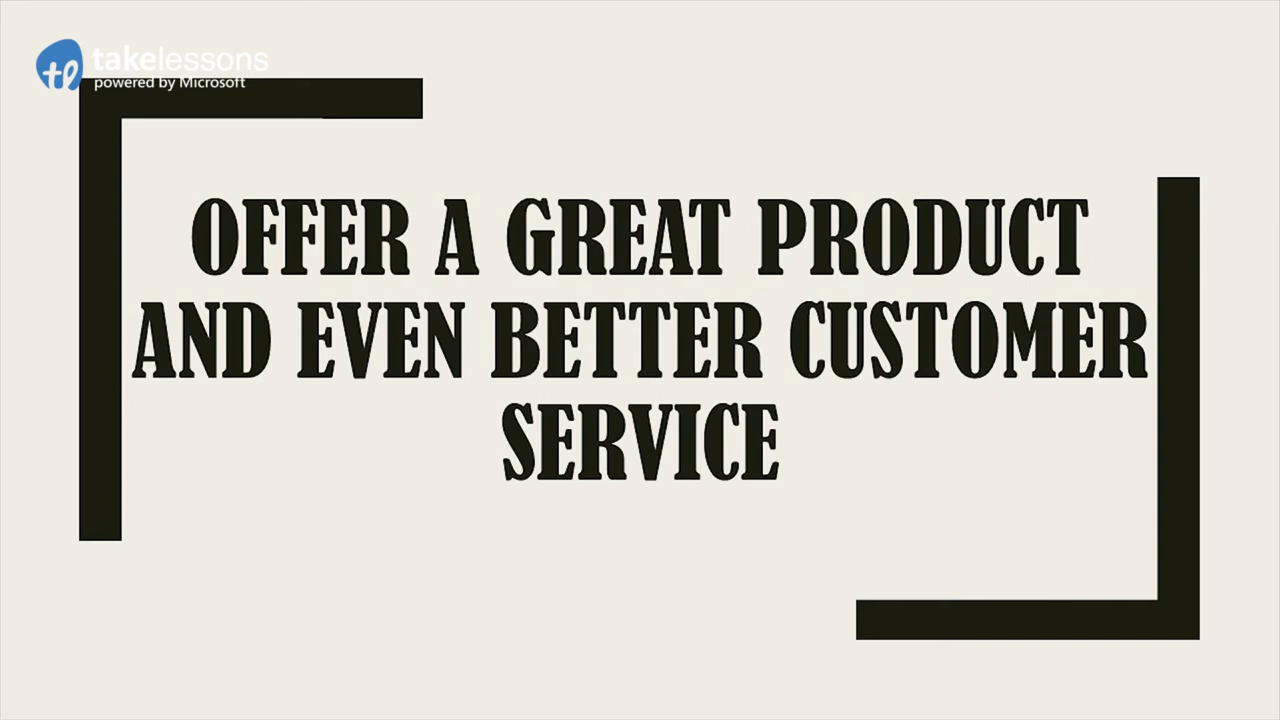 takelessons
powered by Microsoft
OFFER A GREAT PRODUCT
AND EVEN BETTER CUSTOMER
SERVICE